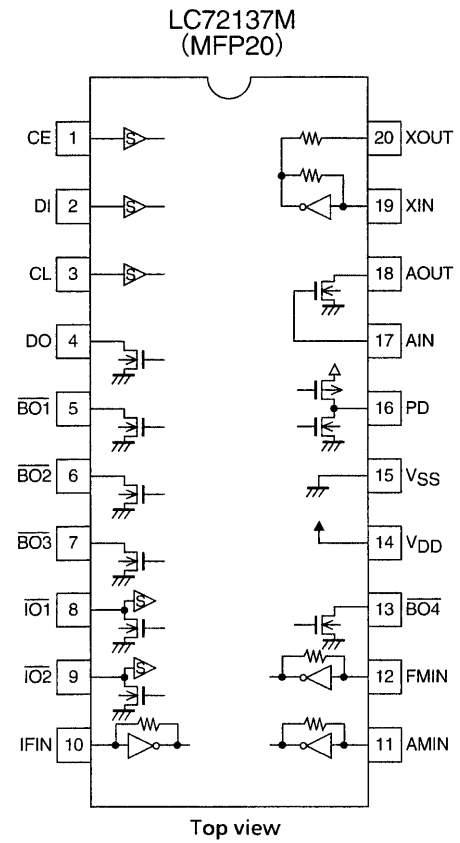 LC72137M
(MFP20)
CE 1 S 20 XOUT
DI 2 S 19 XIN
CL 3 S 18 AOUT
DO 4 17 AIN
BO1 5 16 PD
BO2 6 15 VSS
BO3 7 14 VDD
IO1 8 S 13 BO4
IO2 9 S 12 FMIN
IFIN 10 11 AMIN
Top view